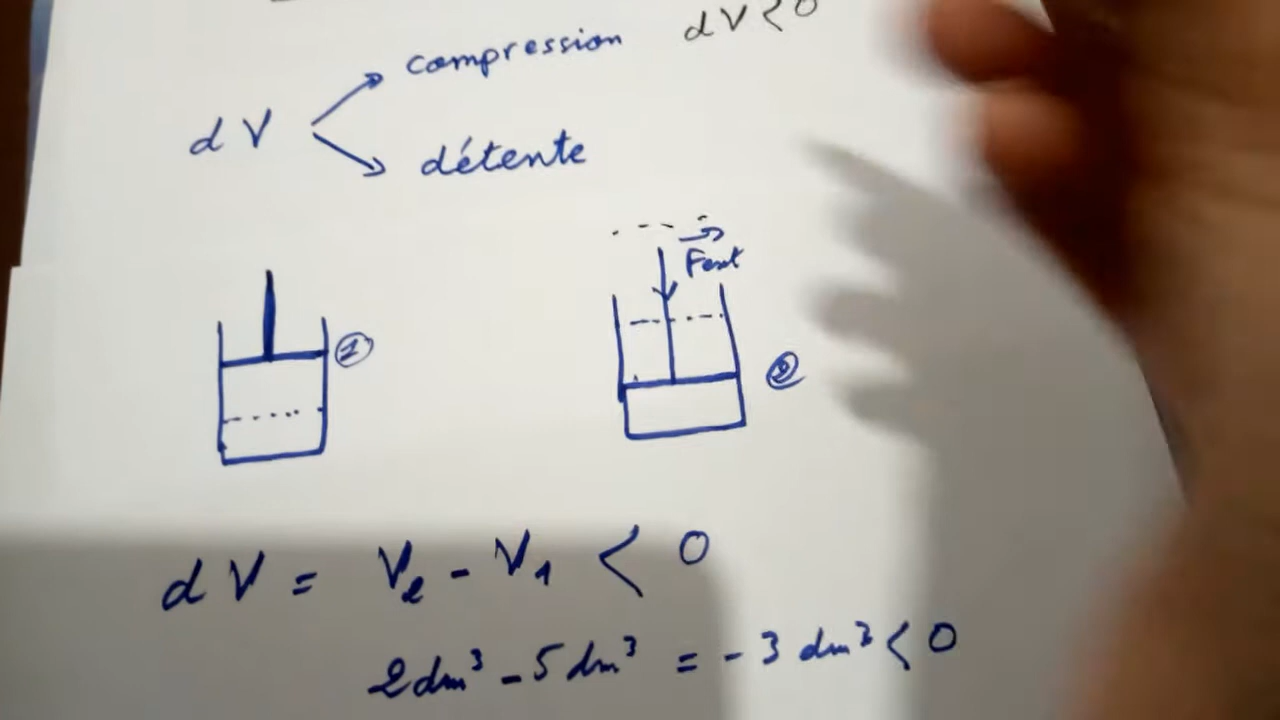 compression dV < 0
dV
détente
Fext
① ②
dV = V₂ - V₁ < 0
2dm³ - 5dm³ = - 3 dm³ < 0